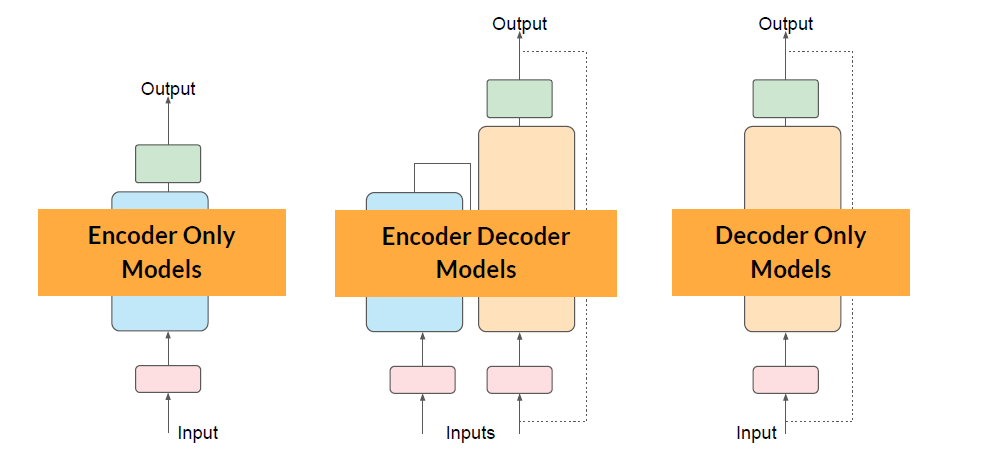 Output
Encoder Only
Models
Input
Output
Encoder Decoder
Models
Inputs
Output
Decoder Only
Models
Input